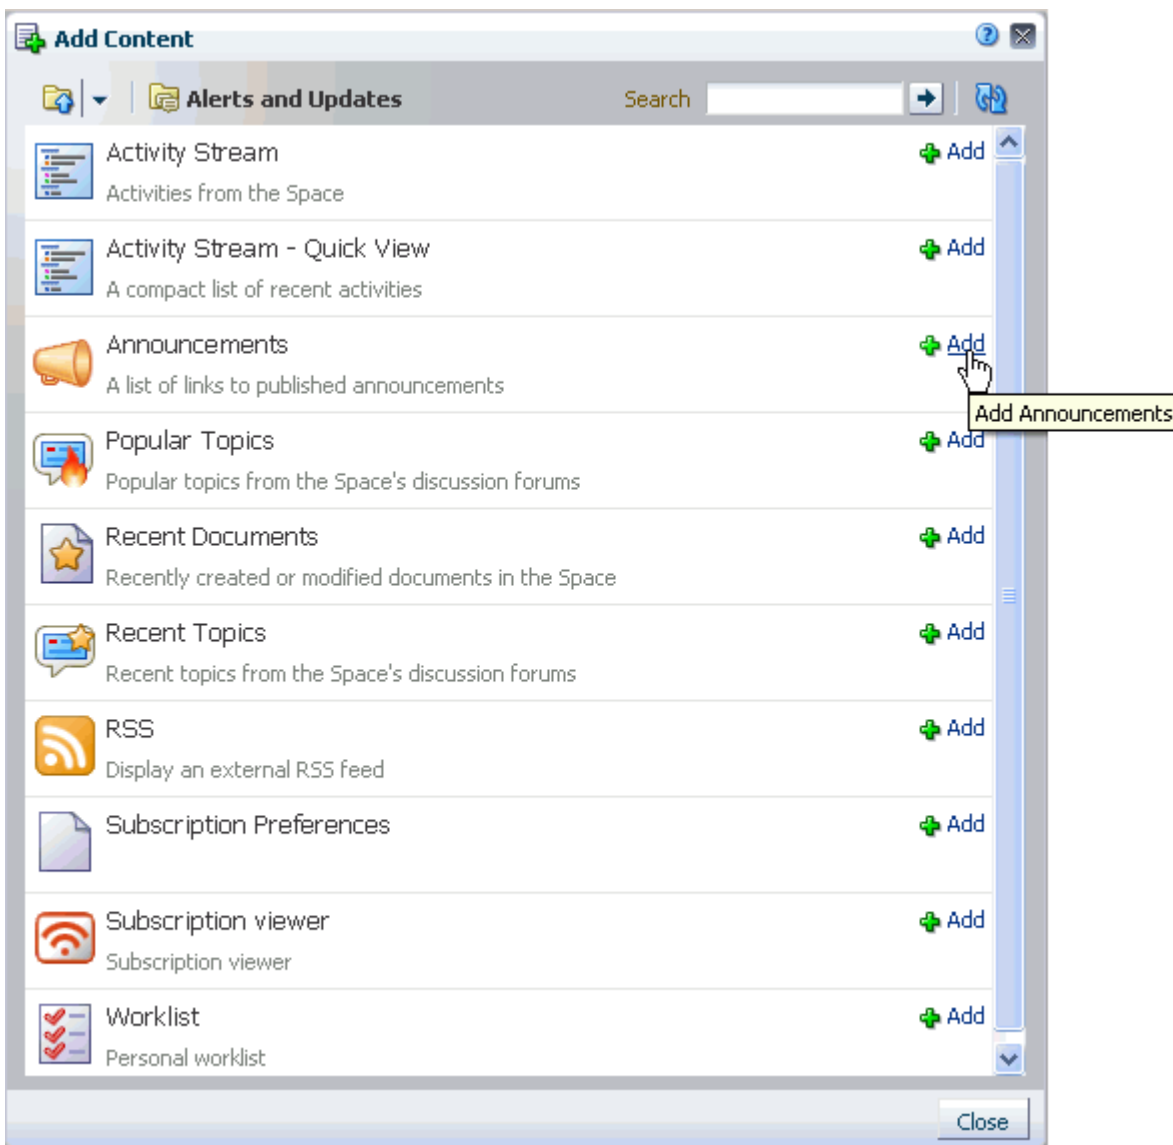 Add Content
Alerts and Updates Search
Activity Stream Add
Activities from the Space
Activity Stream - Quick View Add
A compact list of recent activities
Announcements Add
A list of links to published announcements
Add Announcements
Popular Topics Add
Popular topics from the Space's discussion forums
Recent Documents Add
Recently created or modified documents in the Space
Recent Topics Add
Recent topics from the Space's discussion forums
RSS Add
Display an external RSS feed
Subscription Preferences Add
Subscription viewer Add
Subscription viewer
Worklist Add
Personal worklist
Close